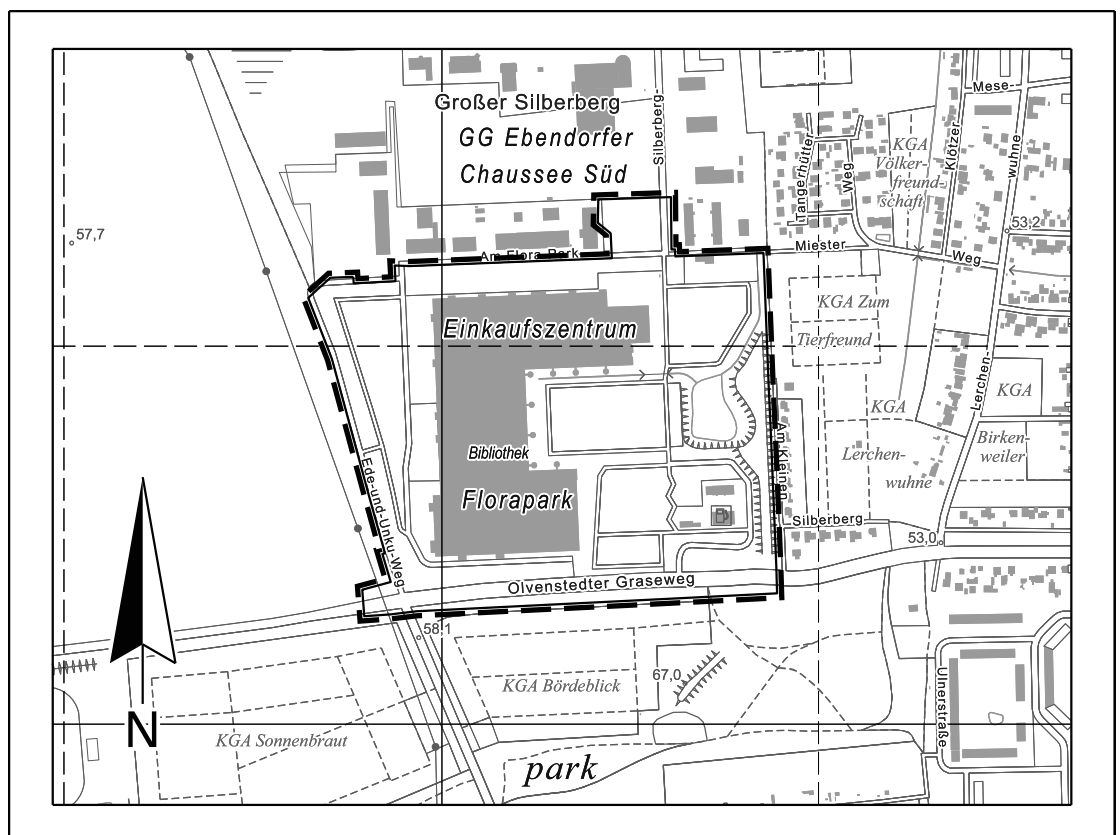 Großer Silberberg
GG Ebendorfer
Chaussee Süd
Silberberg-
Tangerhütter
Weg
KGA
Völker-
freund-
schaft
Klötzer
Mese-
wuhne
57,7
53,2
Am Flora-Park
Miester
Weg
Einkaufszentrum
KGA Zum
Tierfreund
Lerchen-
KGA
KGA
Bibliothek
Florapark
Am Kleinen
Lerchen-
wuhne
Birken-
weiler
Ede-und-Unku-Weg
Silberberg
53,0
Olvenstedter Graseweg
58,1
67,0
KGA Bördeblick
KGA Sonnenbraut
Ulnerstraße
N
park